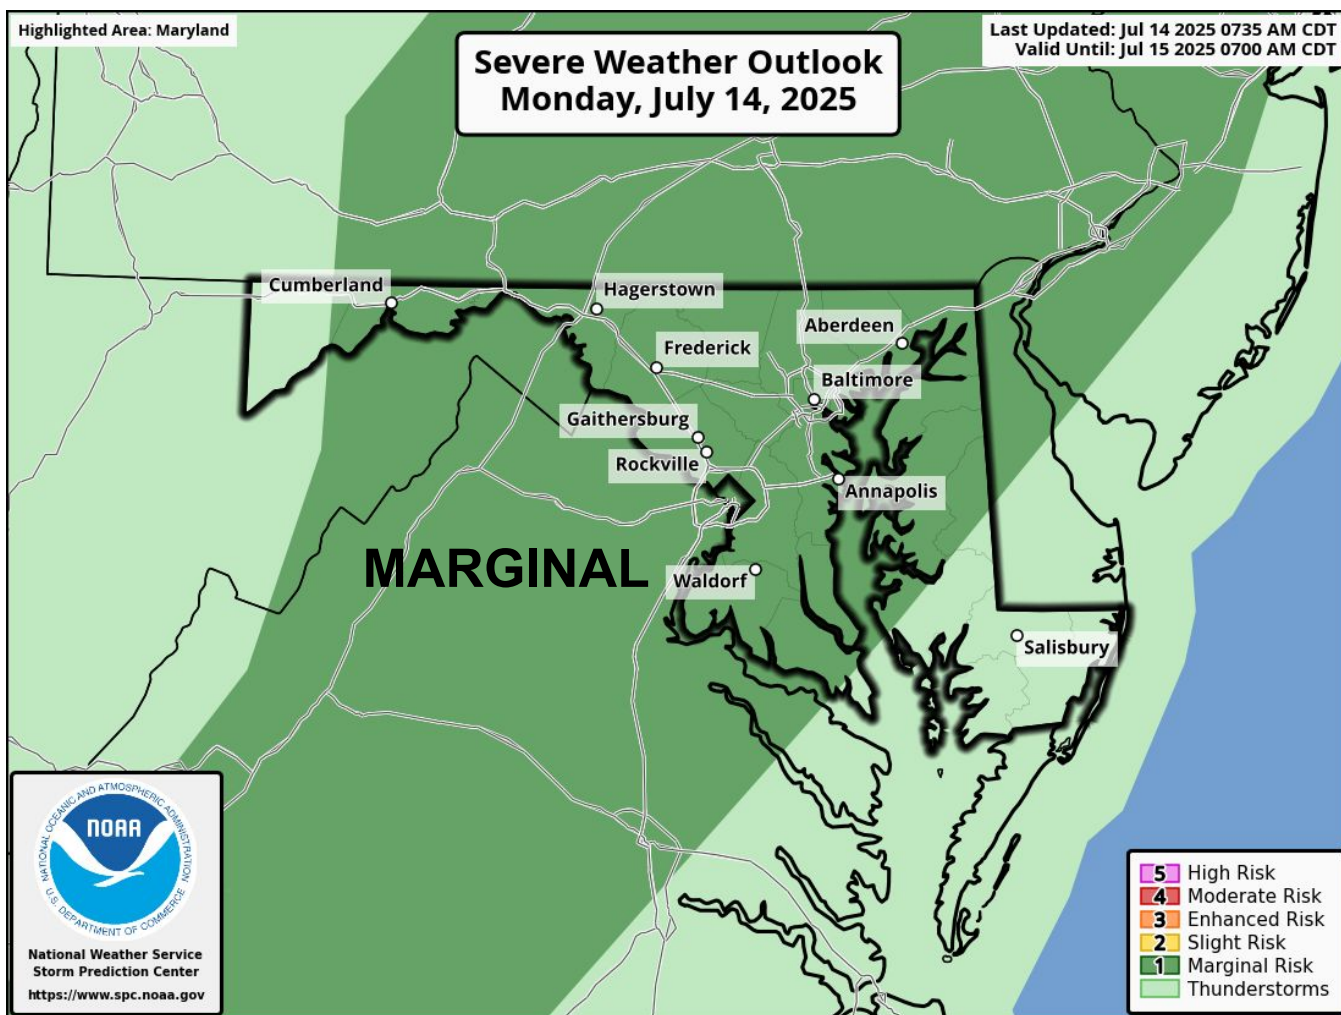 Highlighted Area: Maryland
Last Updated: Jul 14 2025 0735 AM CDT
Valid Until: Jul 15 2025 0700 AM CDT
Severe Weather Outlook
Monday, July 14, 2025
Cumberland
Hagerstown
Aberdeen
Frederick
Baltimore
Gaithersburg
Rockville
Annapolis
MARGINAL
Waldorf
Salisbury
NATIONAL OCEANIC AND ATMOSPHERIC ADMINISTRATION
NOAA
U.S. DEPARTMENT OF COMMERCE
National Weather Service
Storm Prediction Center
https://www.spc.noaa.gov
5 High Risk
4 Moderate Risk
3 Enhanced Risk
2 Slight Risk
1 Marginal Risk
Thunderstorms